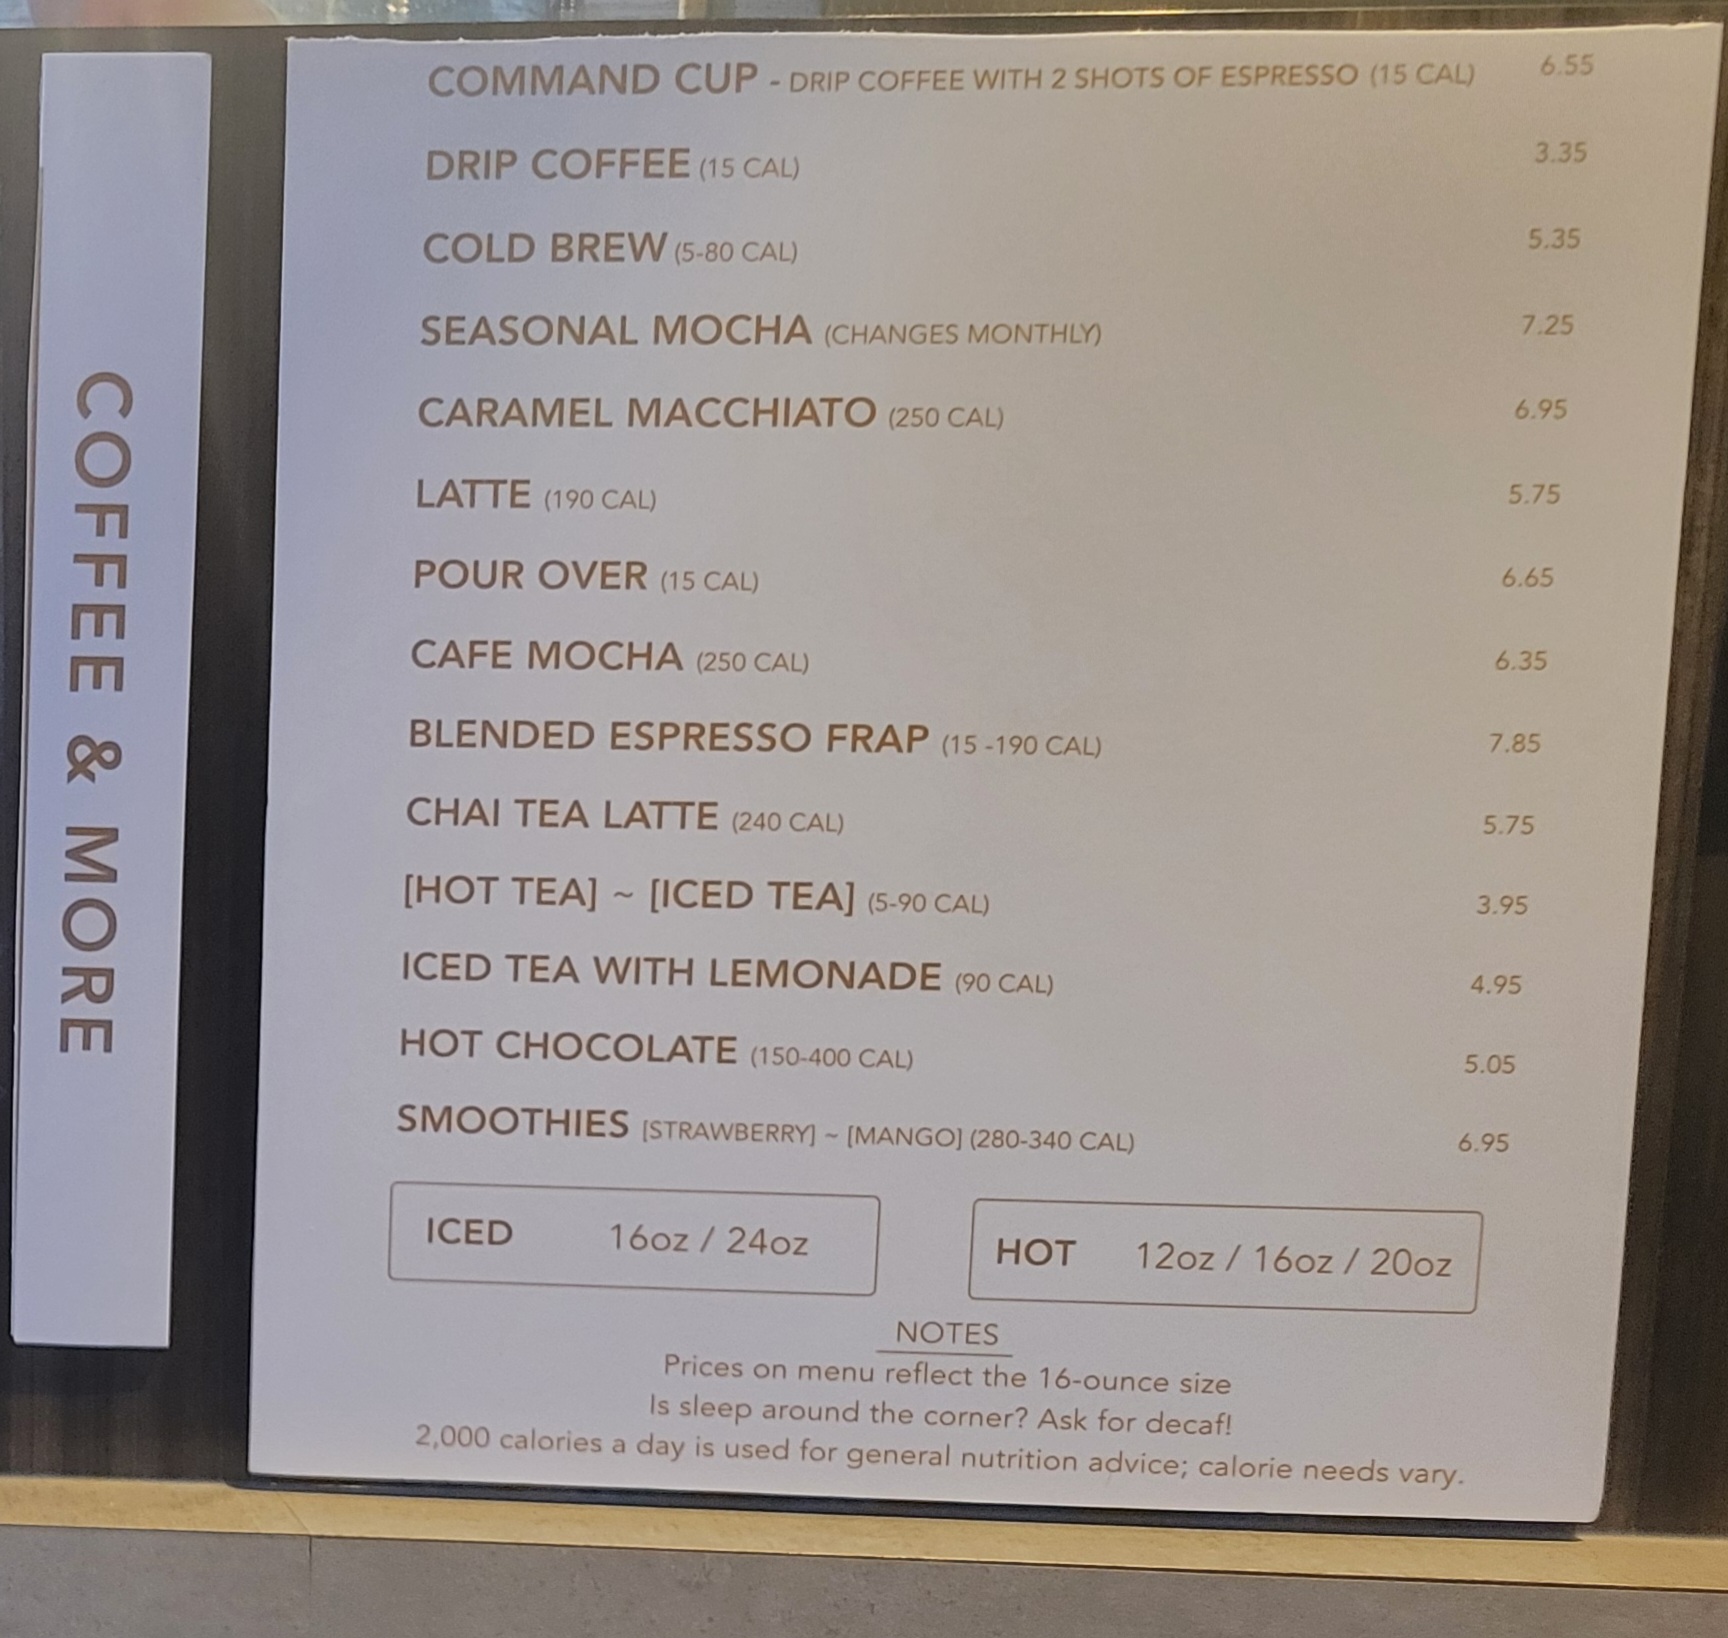 COFFEE & MORE
COMMAND CUP - DRIP COFFEE WITH 2 SHOTS OF ESPRESSO (15 CAL) 6.55
DRIP COFFEE (15 CAL) 3.35
COLD BREW (5-80 CAL) 5.35
SEASONAL MOCHA (CHANGES MONTHLY) 7.25
CARAMEL MACCHIATO (250 CAL) 6.95
LATTE (190 CAL) 5.75
POUR OVER (15 CAL) 6.65
CAFE MOCHA (250 CAL) 6.35
BLENDED ESPRESSO FRAP (15 -190 CAL) 7.85
CHAI TEA LATTE (240 CAL) 5.75
[HOT TEA] ~ [ICED TEA] (5-90 CAL) 3.95
ICED TEA WITH LEMONADE (90 CAL) 4.95
HOT CHOCOLATE (150-400 CAL) 5.05
SMOOTHIES [STRAWBERRY] ~ [MANGO] (280-340 CAL) 6.95
ICED 16oz / 24oz
HOT 12oz / 16oz / 20oz
NOTES
Prices on menu reflect the 16-ounce size
Is sleep around the corner? Ask for decaf!
2,000 calories a day is used for general nutrition advice; calorie needs vary.